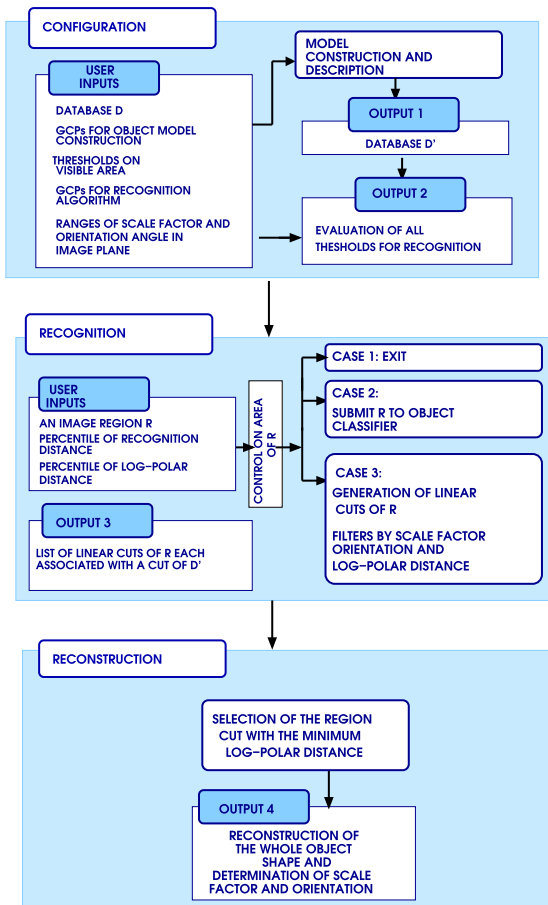 CONFIGURATION
USER
INPUTS
DATABASE D
GCPs FOR OBJECT MODEL
CONSTRUCTION
THRESHOLDS ON
VISIBLE AREA
GCPs FOR RECOGNITION
ALGORITHM
RANGES OF SCALE FACTOR AND
ORIENTATION ANGLE IN
IMAGE PLANE
MODEL
CONSTRUCTION AND
DESCRIPTION
OUTPUT 1
DATABASE D'
OUTPUT 2
EVALUATION OF ALL
THESHOLDS FOR RECOGNITION
RECOGNITION
USER
INPUTS
AN IMAGE REGION R
PERCENTILE OF RECOGNITION
DISTANCE
PERCENTILE OF LOG−POLAR
DISTANCE
CONTROL ON AREA
OF R
CASE 1: EXIT
CASE 2:
SUBMIT R TO OBJECT
CLASSIFIER
CASE 3:
GENERATION OF LINEAR
CUTS OF R
FILTERS BY SCALE FACTOR
ORIENTATION AND
LOG−POLAR DISTANCE
OUTPUT 3
LIST OF LINEAR CUTS OF R EACH
ASSOCIATED WITH A CUT OF D'
RECONSTRUCTION
SELECTION OF THE REGION
CUT WITH THE MINIMUM
LOG−POLAR DISTANCE
OUTPUT 4
RECONSTRUCTION OF
THE WHOLE OBJECT
SHAPE AND
DETERMINATION OF SCALE
FACTOR AND ORIENTATION